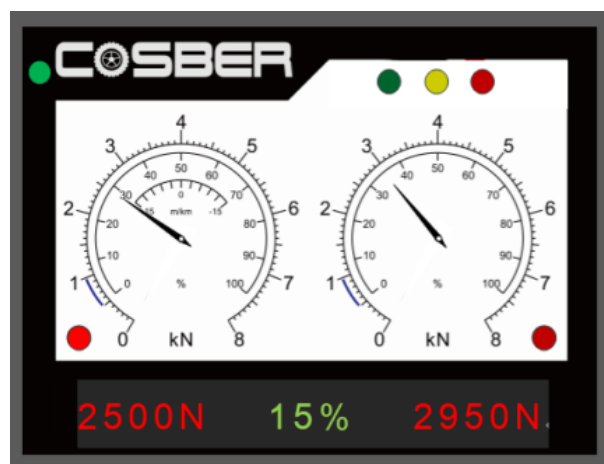 COSBER
4 4
3 5 3 5
40 50 60 40 50 60
30 0 70 30 70
15 m/km -15
2 20 80 6 2 20 80 6
10 90 10 90
1 0 % 100 7 1 0 % 100 7
0 kN 8 0 kN 8
2500N 15% 2950N